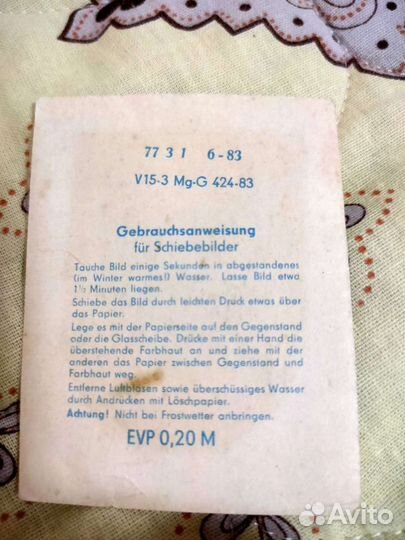 77 3 1 6-83
V15-3 Mg-G 424-83
Gebrauchsanweisung
für Schiebebilder
Tauche Bild einige Sekunden in abgestandenes
(im Winter warmes!) Wasser. Lasse Bild etwa
1½ Minuten liegen.
Schiebe das Bild durch leichten Druck etwas über
das Papier.
Lege es mit der Papierseite auf den Gegenstand
oder die Glasscheibe. Drücke mit einer Hand die
überstehende Farbhaut an und ziehe mit der
anderen das Papier zwischen Gegenstand und
Farbhaut weg.
Entferne Luftblasen sowie überschüssiges Wasser
durch Andrücken mit Löschpapier.
Achtung! Nicht bei Frostwetter anbringen.
EVP 0,20 M
Avito